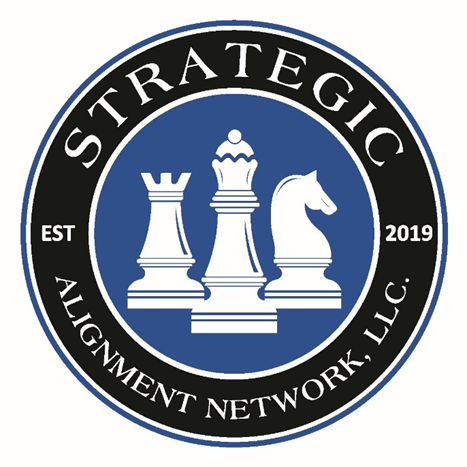 STRATEGIC
EST 2019
ALIGNMENT NETWORK, LLC.